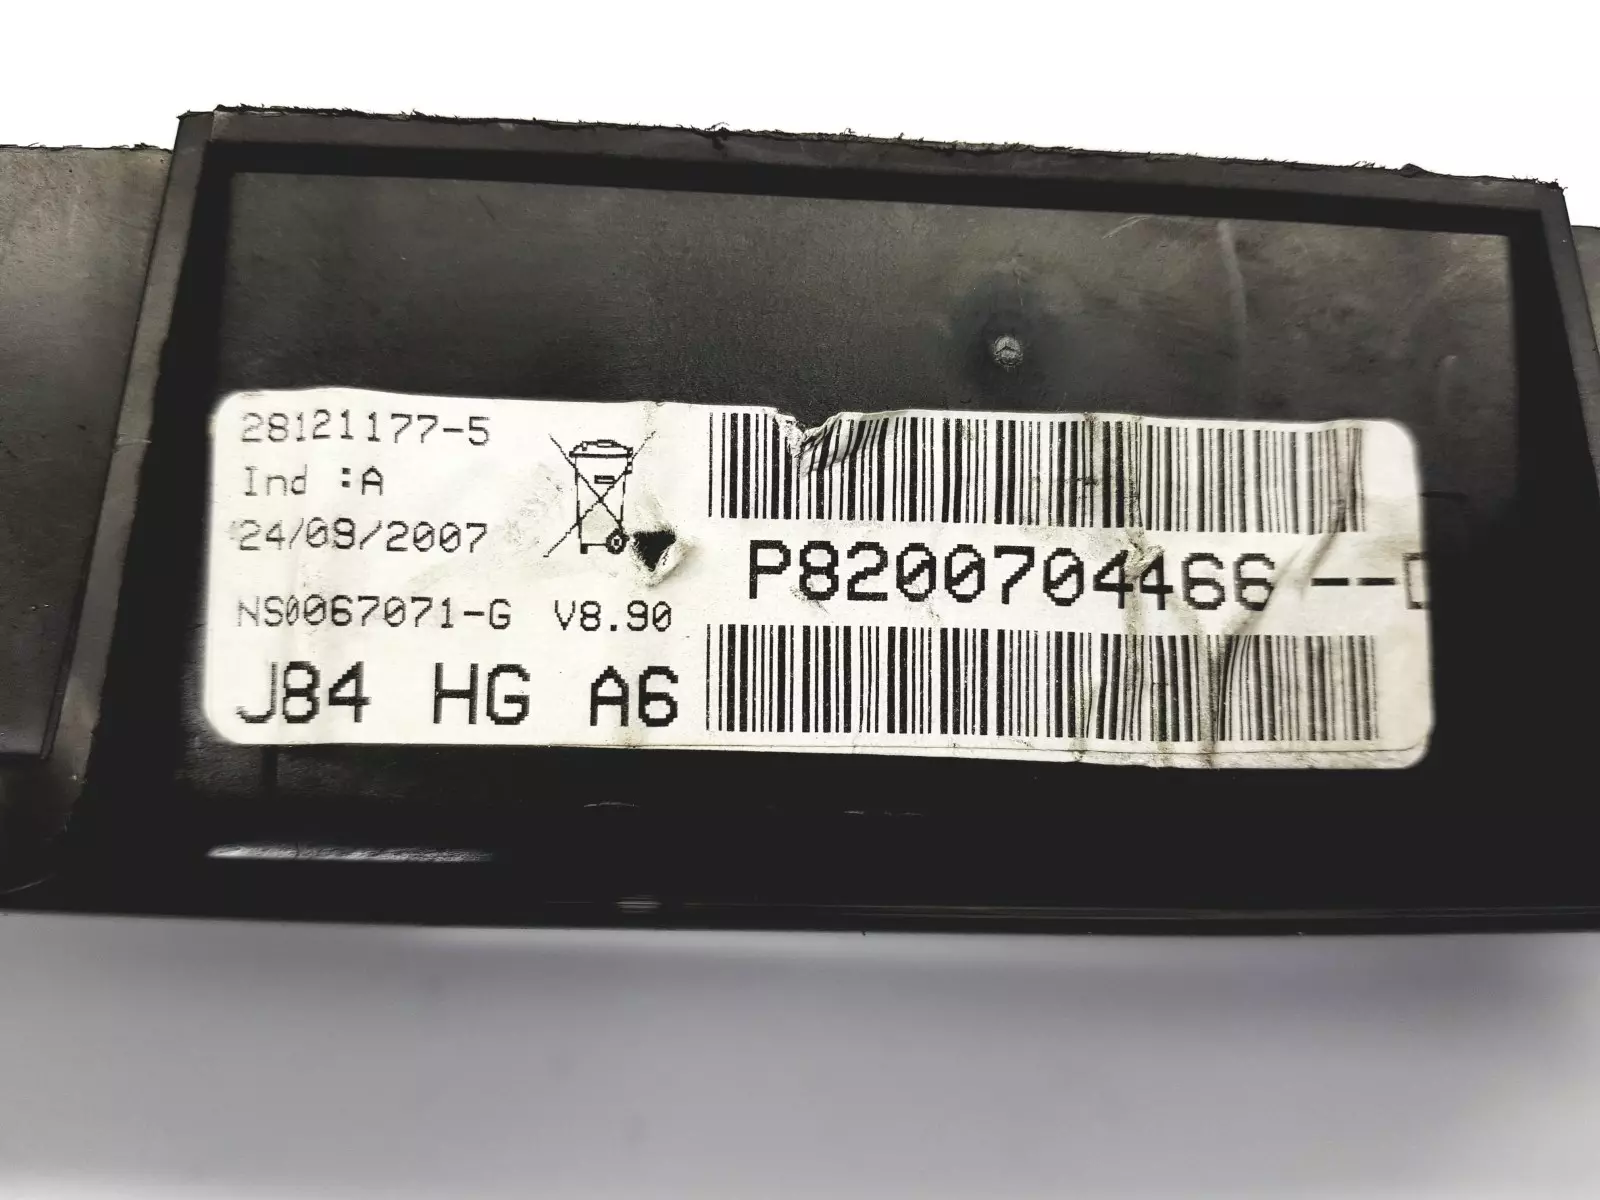 28121177-5
Ind :A
24/09/2007
NS0067071-G V8.90
J84 HG A6
P8200704466 --